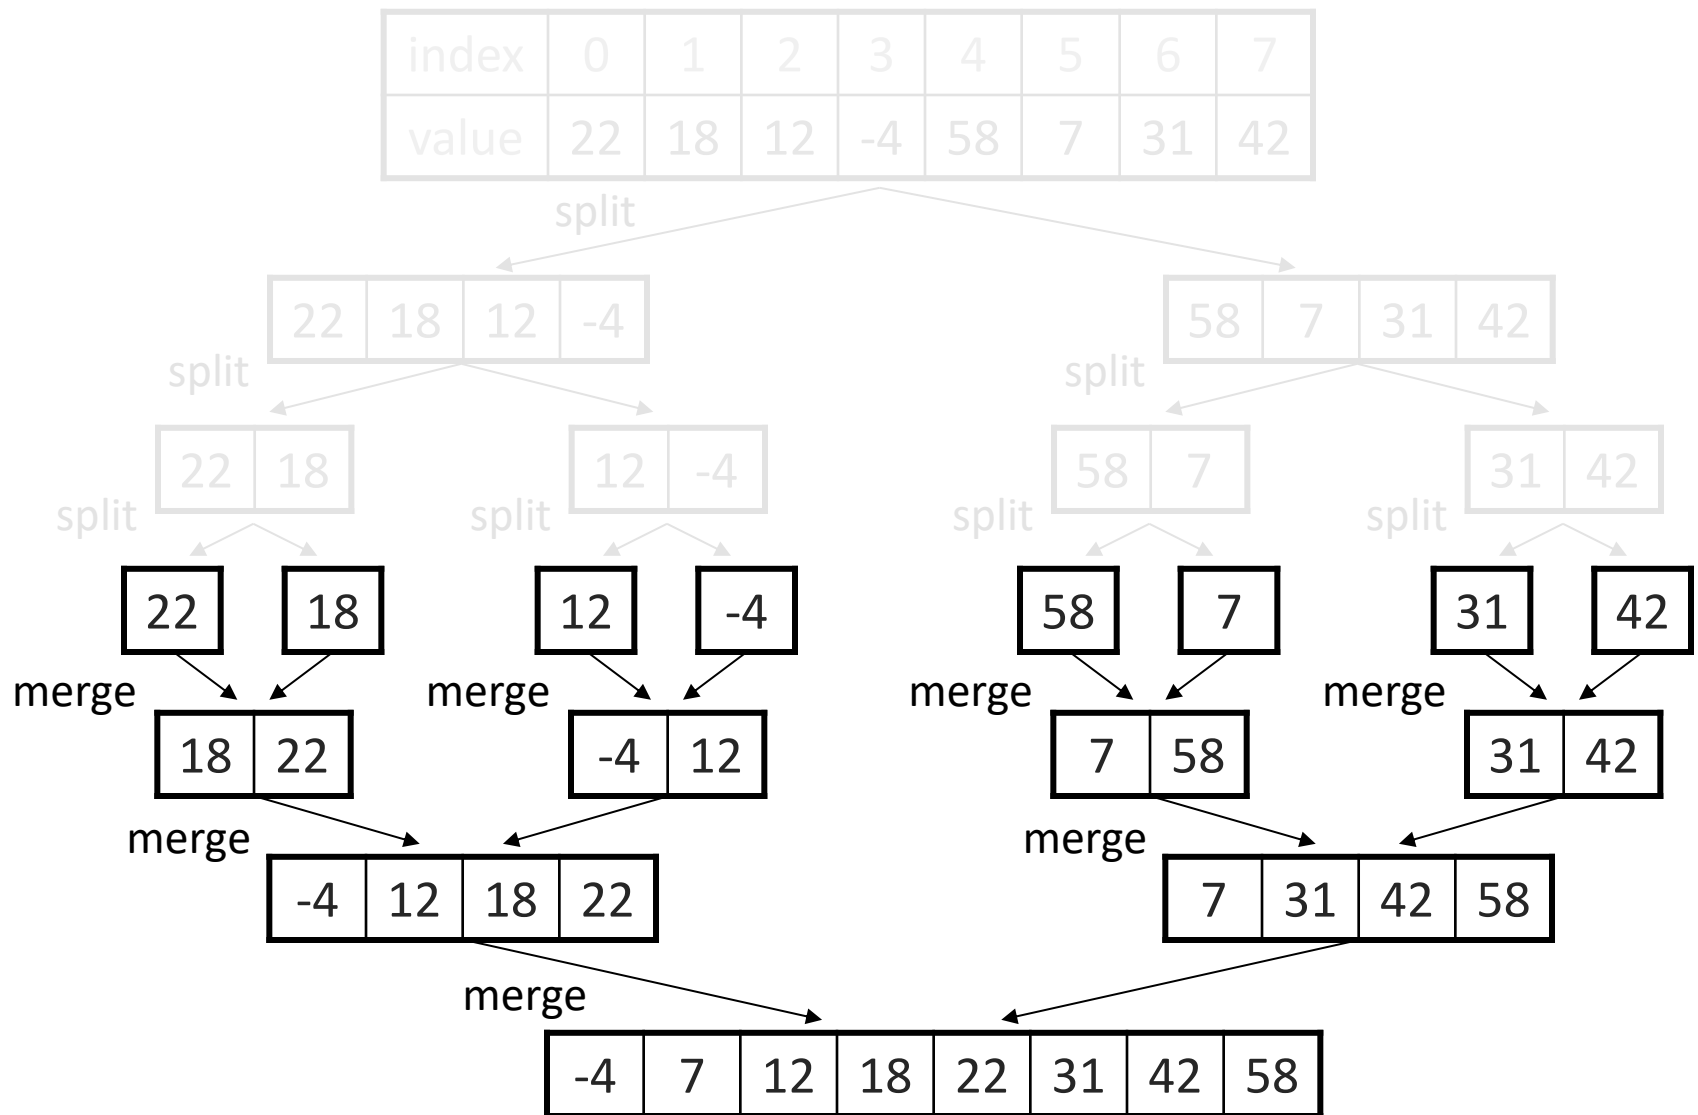 index 0 1 2 3 4 5 6 7
value 22 18 12 -4 58 7 31 42
split
22 18 12 -4 58 7 31 42
split split
22 18 12 -4 58 7 31 42
split split split split
22 18 12 -4 58 7 31 42
merge merge merge merge
18 22 -4 12 7 58 31 42
merge merge
-4 12 18 22 7 31 42 58
merge
-4 7 12 18 22 31 42 58